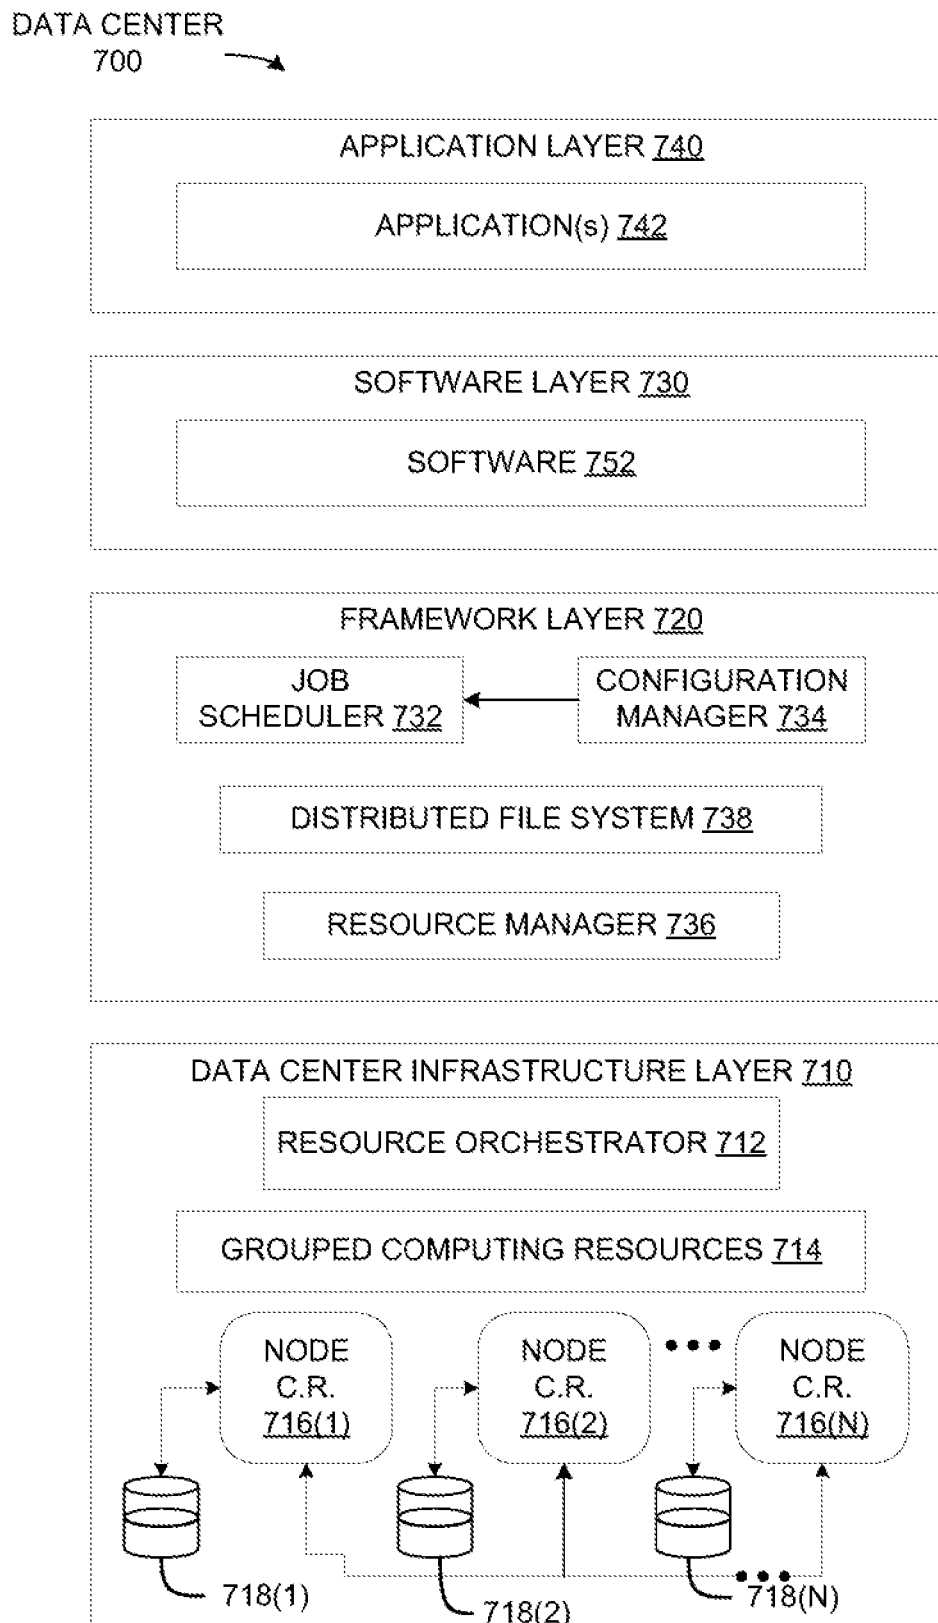 DATA CENTER
700
APPLICATION LAYER 740
APPLICATION(s) 742
SOFTWARE LAYER 730
SOFTWARE 752
FRAMEWORK LAYER 720
JOB
SCHEDULER 732
CONFIGURATION
MANAGER 734
DISTRIBUTED FILE SYSTEM 738
RESOURCE MANAGER 736
DATA CENTER INFRASTRUCTURE LAYER 710
RESOURCE ORCHESTRATOR 712
GROUPED COMPUTING RESOURCES 714
NODE
C.R.
716(1)
NODE
C.R.
716(2)
NODE
C.R.
716(N)
718(1)
718(2)
718(N)